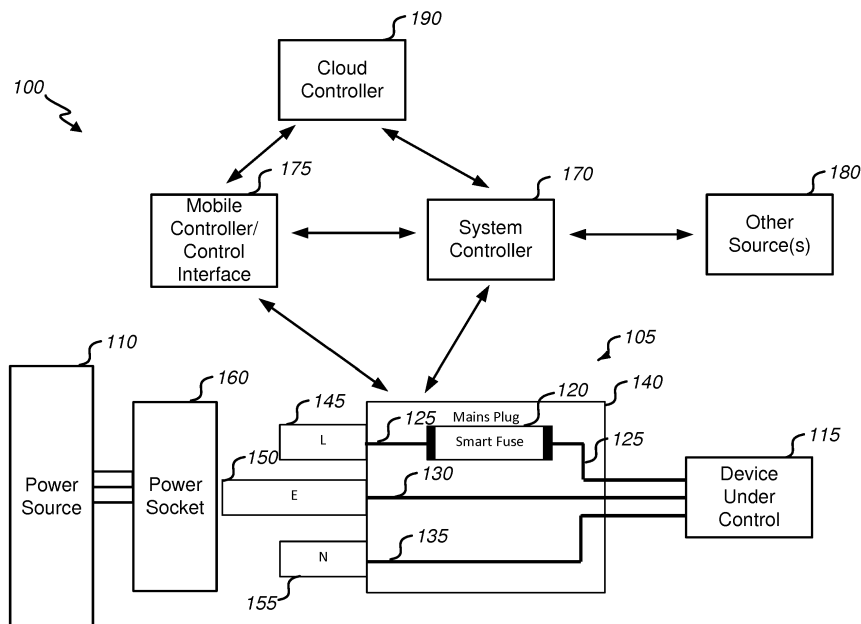 190
Cloud
Controller
100
175
Mobile
Controller/
Control
Interface
170
System
Controller
180
Other
Source(s)
105
110
Power
Source
160
Power
Socket
145
L
125
Mains Plug
120
Smart Fuse
140
125
150
E
130
115
Device
Under
Control
N
135
155